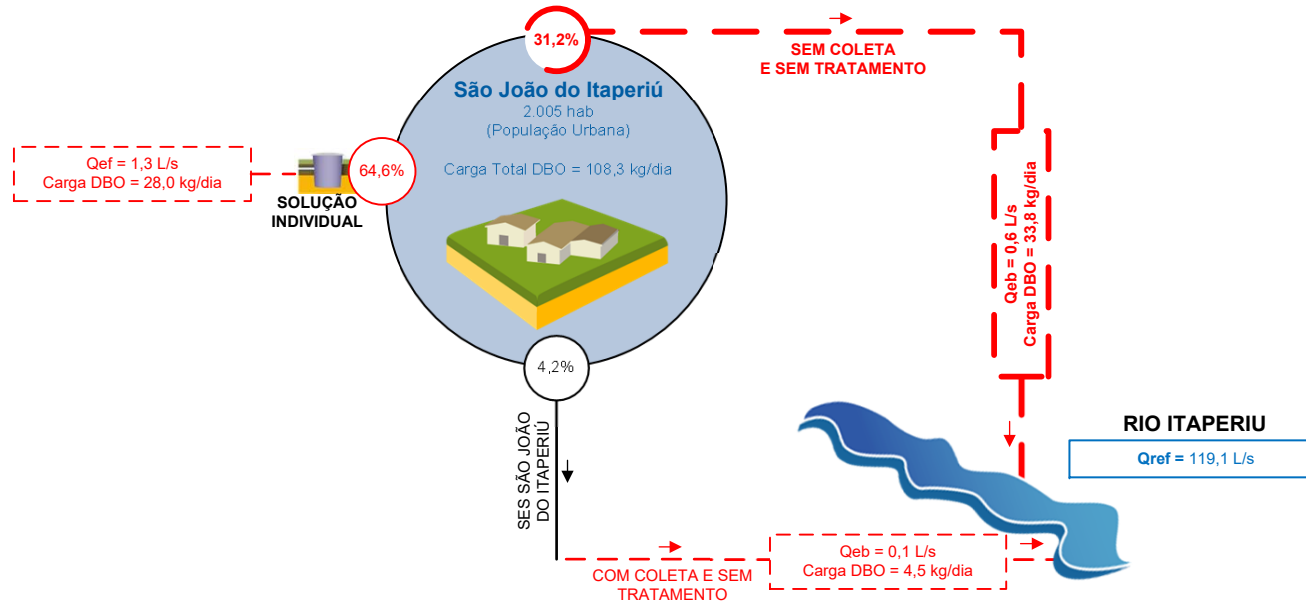 31,2%
SEM COLETA
E SEM TRATAMENTO
São João do Itaperiú
2.005 hab
(População Urbana)
Carga Total DBO = 108,3 kg/dia
Qef = 1,3 L/s
Carga DBO = 28,0 kg/dia
64,6%
SOLUÇÃO
INDIVIDUAL
Qeb = 0,6 L/s
Carga DBO = 33,8 kg/dia
4,2%
SES SÃO JOÃO
DO ITAPERIÚ
RIO ITAPERIU
Qref = 119,1 L/s
COM COLETA E SEM
TRATAMENTO
Qeb = 0,1 L/s
Carga DBO = 4,5 kg/dia